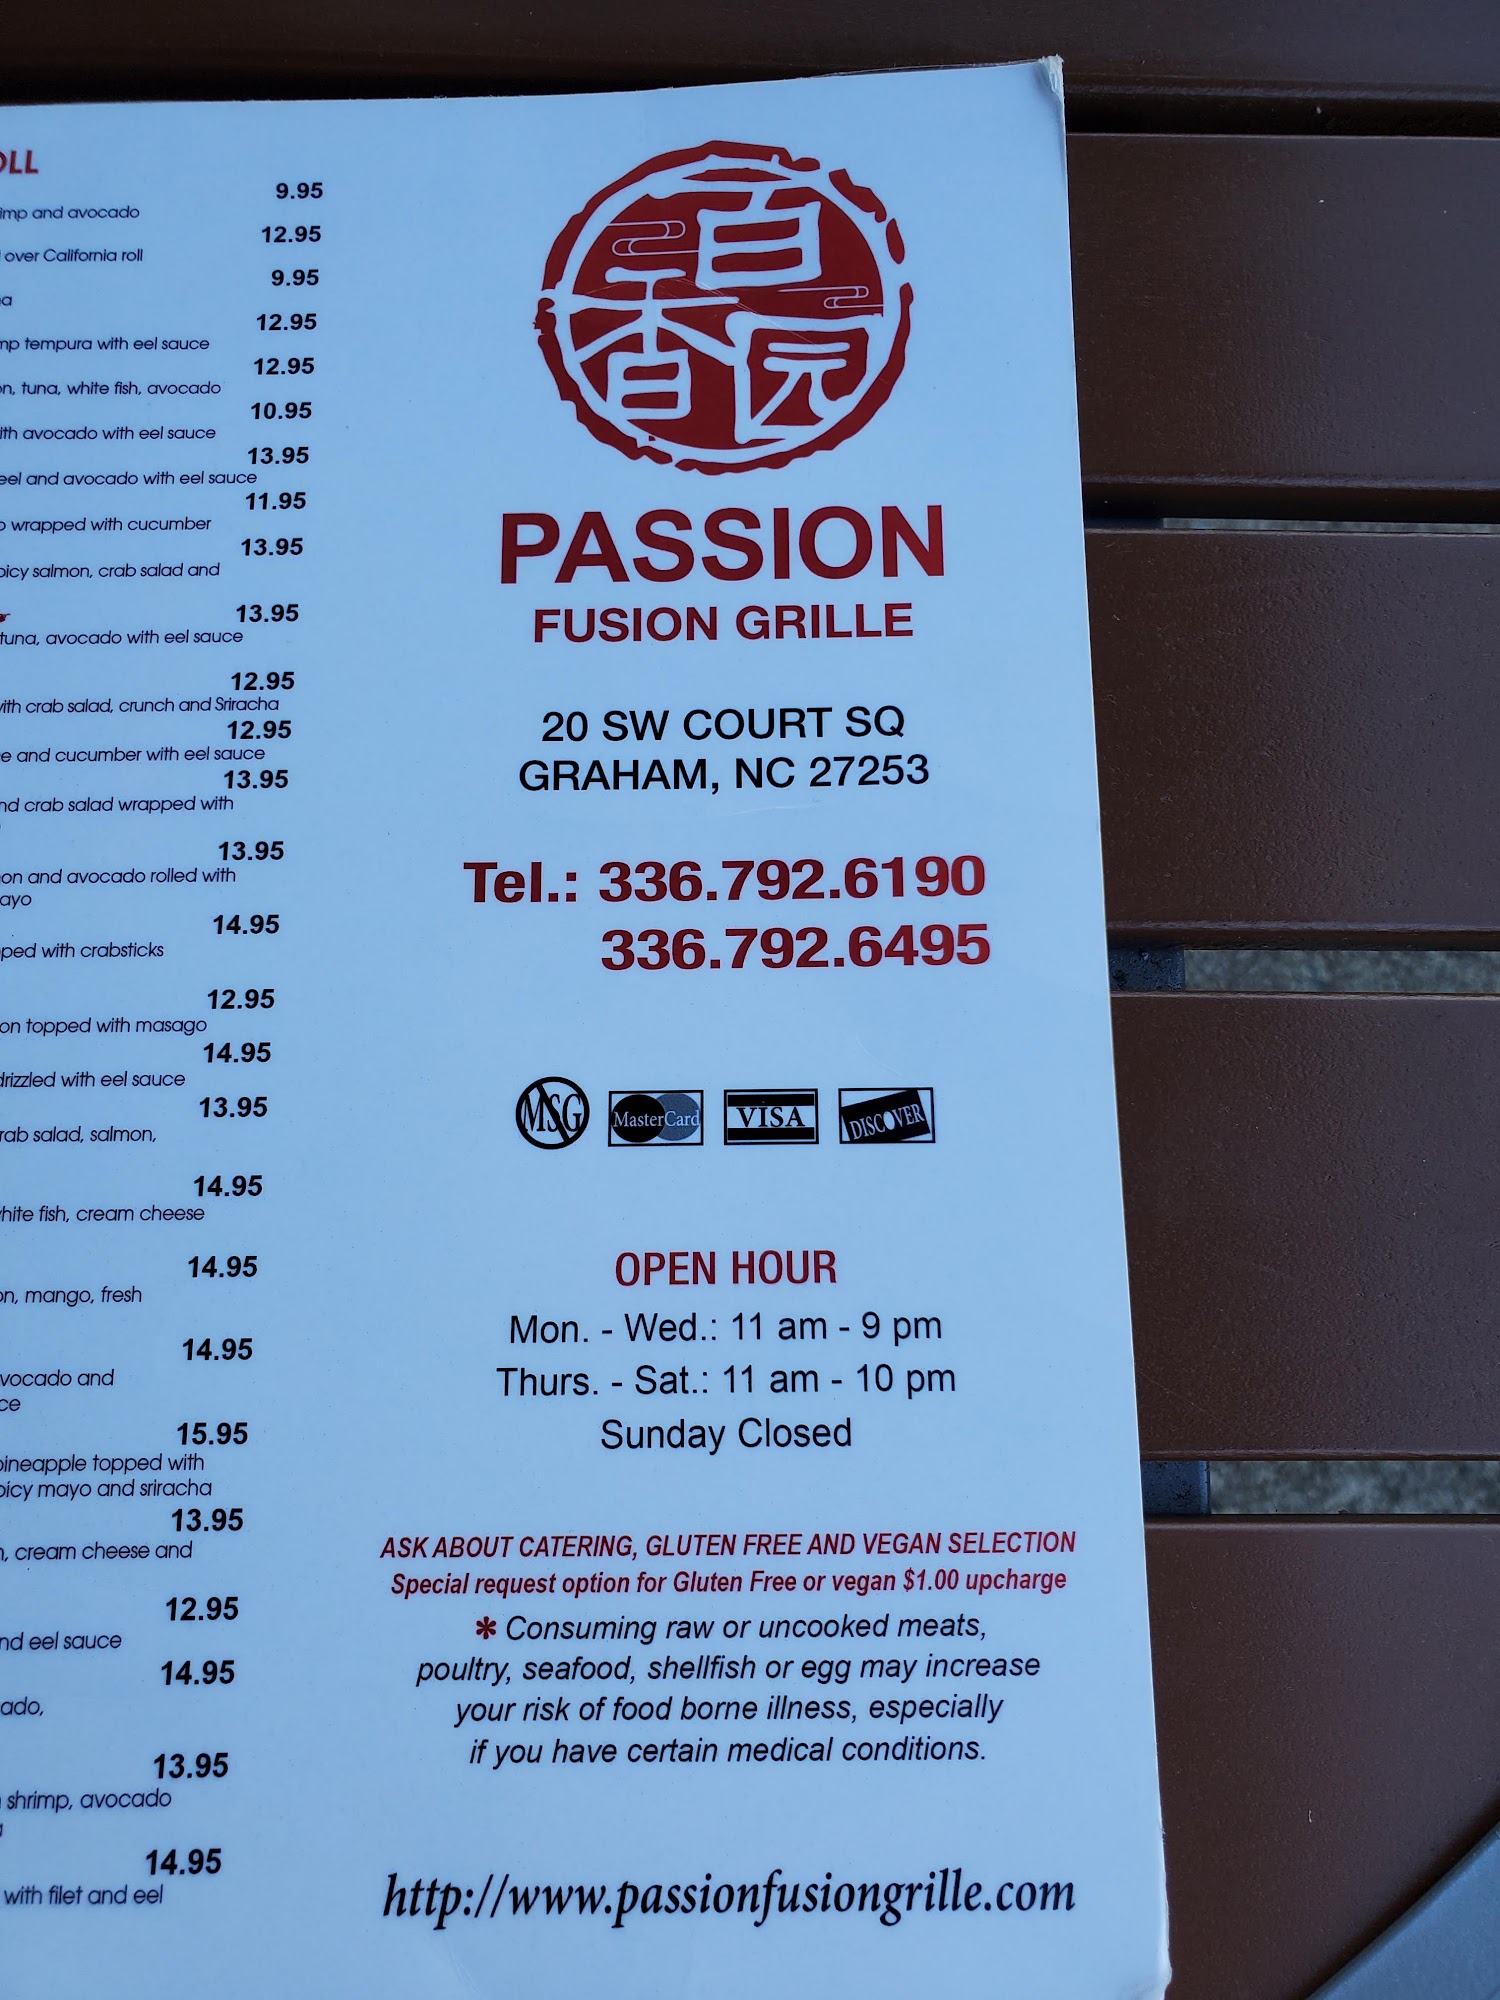 OLL
9.95
imp and avocado
12.95
over California roll
9.95
a
12.95
mp tempura with eel sauce
12.95
on, tuna, white fish, avocado
10.95
ith avocado with eel sauce
13.95
eel and avocado with eel sauce
11.95
o wrapped with cucumber
13.95
picy salmon, crab salad and
13.95
tuna, avocado with eel sauce
12.95
with crab salad, crunch and Sriracha
12.95
e and cucumber with eel sauce
13.95
nd crab salad wrapped with
13.95
on and avocado rolled with
ayo
14.95
pped with crabsticks
12.95
on topped with masago
14.95
drizzled with eel sauce
13.95
rab salad, salmon,
14.95
white fish, cream cheese
14.95
on, mango, fresh
14.95
vocado and
ce
15.95
pineapple topped with
picy mayo and sriracha
13.95
n, cream cheese and
12.95
nd eel sauce
14.95
ado,
13.95
shrimp, avocado
14.95
with filet and eel
百
香园
PASSION
FUSION GRILLE
20 SW COURT SQ
GRAHAM, NC 27253
Tel.: 336.792.6190
336.792.6495
MSG MasterCard VISA DISCOVER
OPEN HOUR
Mon. - Wed.: 11 am - 9 pm
Thurs. - Sat.: 11 am - 10 pm
Sunday Closed
ASK ABOUT CATERING, GLUTEN FREE AND VEGAN SELECTION
Special request option for Gluten Free or vegan $1.00 upcharge
* Consuming raw or uncooked meats,
poultry, seafood, shellfish or egg may increase
your risk of food borne illness, especially
if you have certain medical conditions.
http://www.passionfusiongrille.com